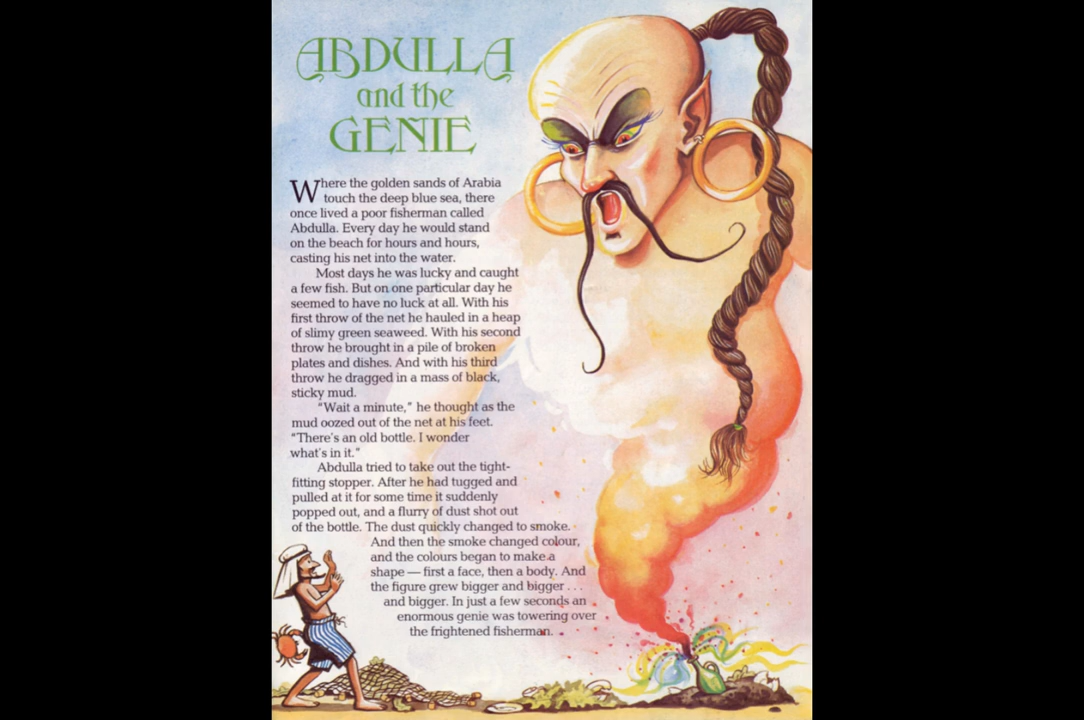 ABDULLA
and the
GENIE
Where the golden sands of Arabia
touch the deep blue sea, there
once lived a poor fisherman called
Abdulla. Every day he would stand
on the beach for hours and hours,
casting his net into the water.
Most days he was lucky and caught
a few fish. But on one particular day he
seemed to have no luck at all. With his
first throw of the net he hauled in a heap
of slimy green seaweed. With his second
throw he brought in a pile of broken
plates and dishes. And with his third
throw he dragged in a mass of black,
sticky mud.
"Wait a minute," he thought as the
mud oozed out of the net at his feet.
"There's an old bottle. I wonder
what's in it."
Abdulla tried to take out the tight-
fitting stopper. After he had tugged and
pulled at it for some time it suddenly
popped out, and a flurry of dust shot out
of the bottle. The dust quickly changed to smoke.
And then the smoke changed colour,
and the colours began to make a
shape — first a face, then a body. And
the figure grew bigger and bigger . . .
and bigger. In just a few seconds an
enormous genie was towering over
the frightened fisherman.